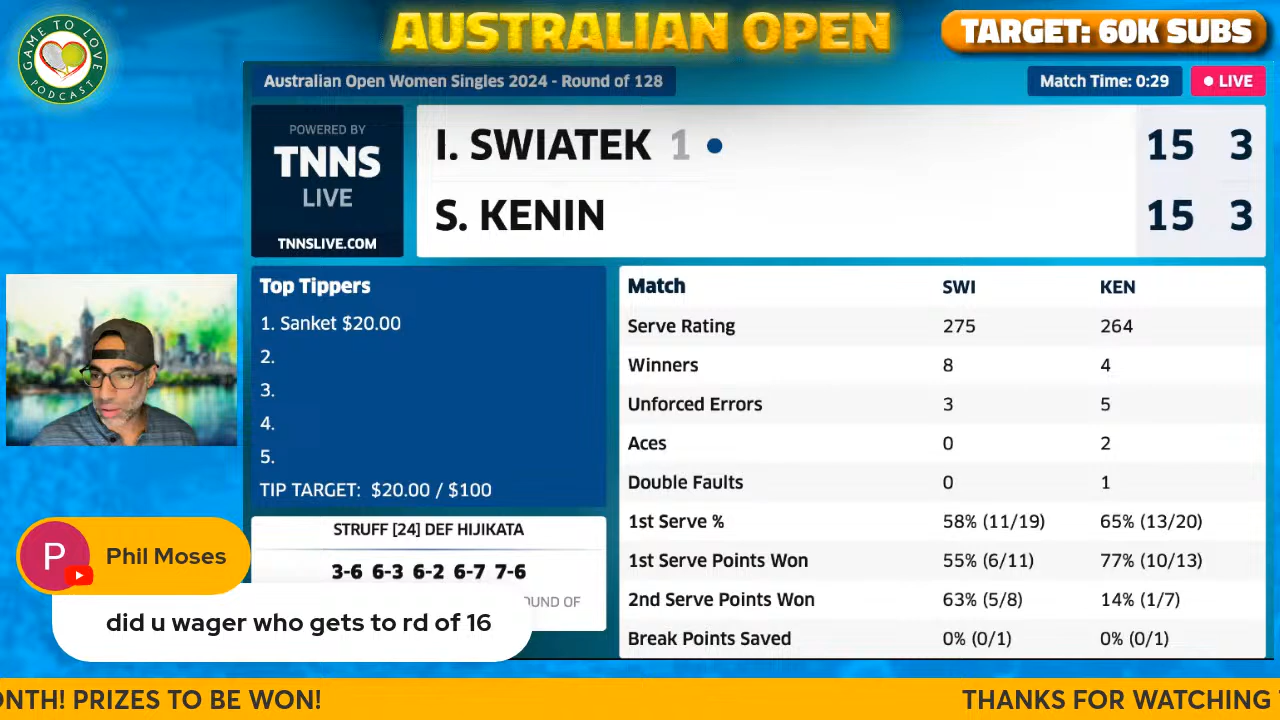 GAME TO LOVE
PODCAST
AUSTRALIAN OPEN
TARGET: 60K SUBS
Australian Open Women Singles 2024 - Round of 128
Match Time: 0:29
LIVE
POWERED BY
TNNS
LIVE
TNNSLIVE.COM
I. SWIATEK 1 15 3
S. KENIN 15 3
Top Tippers
1. Sanket $20.00
2.
3.
4.
5.
TIP TARGET: $20.00 / $100
Match SWI KEN
Serve Rating 275 264
Winners 8 4
Unforced Errors 3 5
Aces 0 2
Double Faults 0 1
1st Serve % 58% (11/19) 65% (13/20)
1st Serve Points Won 55% (6/11) 77% (10/13)
2nd Serve Points Won 63% (5/8) 14% (1/7)
Break Points Saved 0% (0/1) 0% (0/1)
STRUFF [24] DEF HIJIKATA
3-6 6-3 6-2 6-7 7-6
OUND OF
P Phil Moses
did u wager who gets to rd of 16
ONTH! PRIZES TO BE WON!
THANKS FOR WATCHING